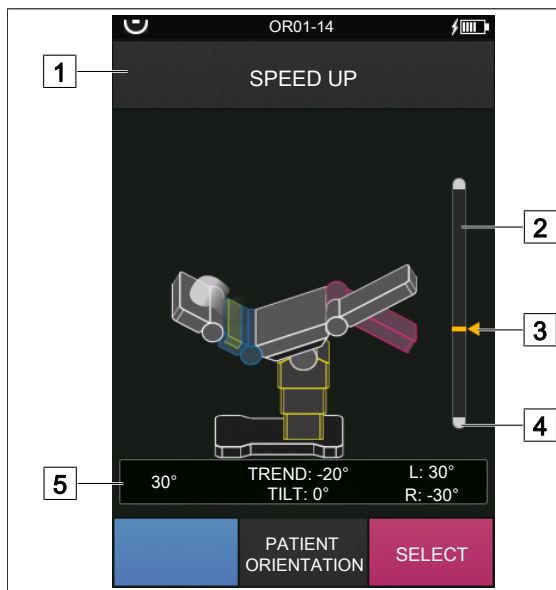 OR01-14
1
SPEED UP
2
3
4
5
30°
TREND: -20°
TILT: 0°
L: 30°
R: -30°
PATIENT
ORIENTATION
SELECT